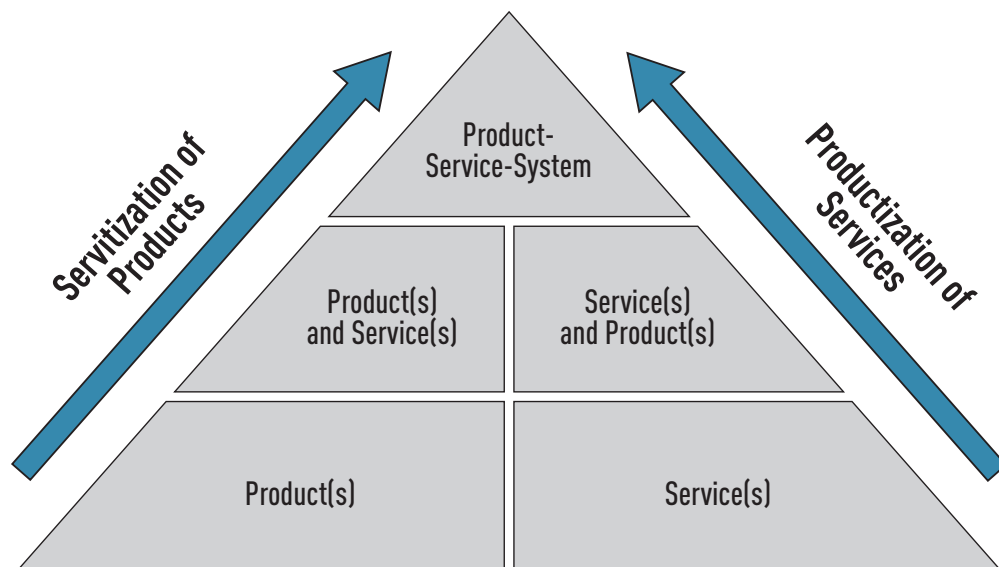 Servitization of
Products
Productization of
Services
Product-
Service-System
Product(s)
and Service(s)
Service(s)
and Product(s)
Product(s)
Service(s)